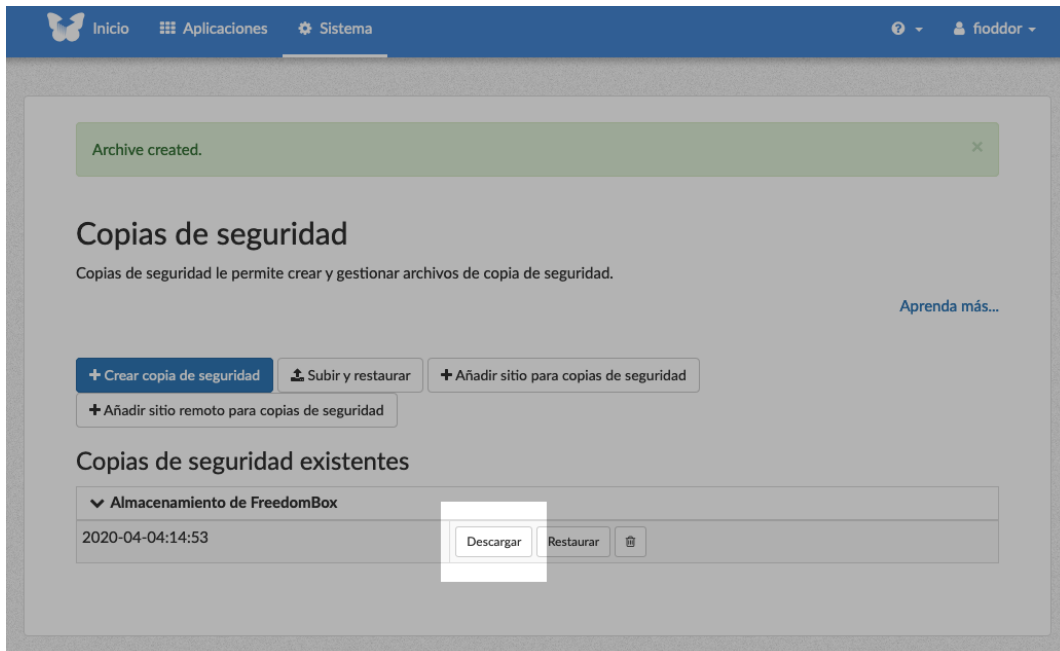 Inicio Aplicaciones Sistema fioddor
Archive created. ×
Copias de seguridad
Copias de seguridad le permite crear y gestionar archivos de copia de seguridad.
Aprenda más...
+ Crear copia de seguridad Subir y restaurar + Añadir sitio para copias de seguridad
+ Añadir sitio remoto para copias de seguridad
Copias de seguridad existentes
Almacenamiento de FreedomBox
2020-04-04:14:53 Descargar Restaurar